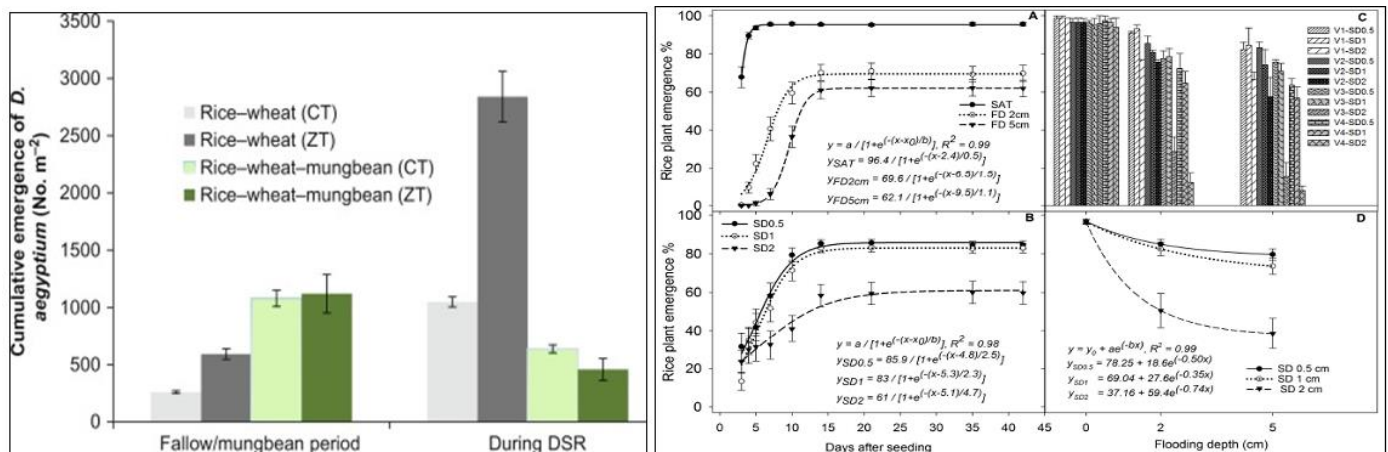 Cumulative emergence of D.
aegyptium (No. m–2)
3500
3000
2500
2000
1500
1000
500
0
Rice–wheat (CT)
Rice–wheat (ZT)
Rice–wheat–mungbean (CT)
Rice–wheat–mungbean (ZT)
Fallow/mungbean period
During DSR
A
Rice plant emergence %
100
80
60
40
20
0
SAT
FD 2cm
FD 5cm
y = a / [1+e(-(x-x0)/b)], R2 = 0.99
ySAT = 96.4 / [1+e(-(x-2.4)/0.5)]
yFD2cm = 69.6 / [1+e(-(x-6.5)/1.5)]
yFD5cm = 62.1 / [1+e(-(x-9.5)/1.1)]
C
V1-SD0.5
V1-SD1
V1-SD2
V2-SD0.5
V2-SD1
V2-SD2
V3-SD0.5
V3-SD1
V3-SD2
V4-SD0.5
V4-SD1
V4-SD2
B
Rice plant emergence %
100
80
60
40
20
0
SD0.5
SD1
SD2
y = a / [1+e(-(x-x0)/b)], R2 = 0.98
ySD0.5 = 85.9 / [1+e(-(x-4.8)/2.5)]
ySD1 = 83 / [1+e(-(x-5.3)/2.3)]
ySD2 = 61 / [1+e(-(x-5.1)/4.7)]
0 5 10 15 20 25 30 35 40 45
Days after seeding
D
y = y0 + ae(-bx), R2 = 0.99
ySD0.5 = 78.25 + 18.6e(-0.50x)
ySD1 = 69.04 + 27.6e(-0.35x)
ySD2 = 37.16 + 59.4e(-0.74x)
SD 0.5 cm
SD 1 cm
SD 2 cm
0 2 5
Flooding depth (cm)